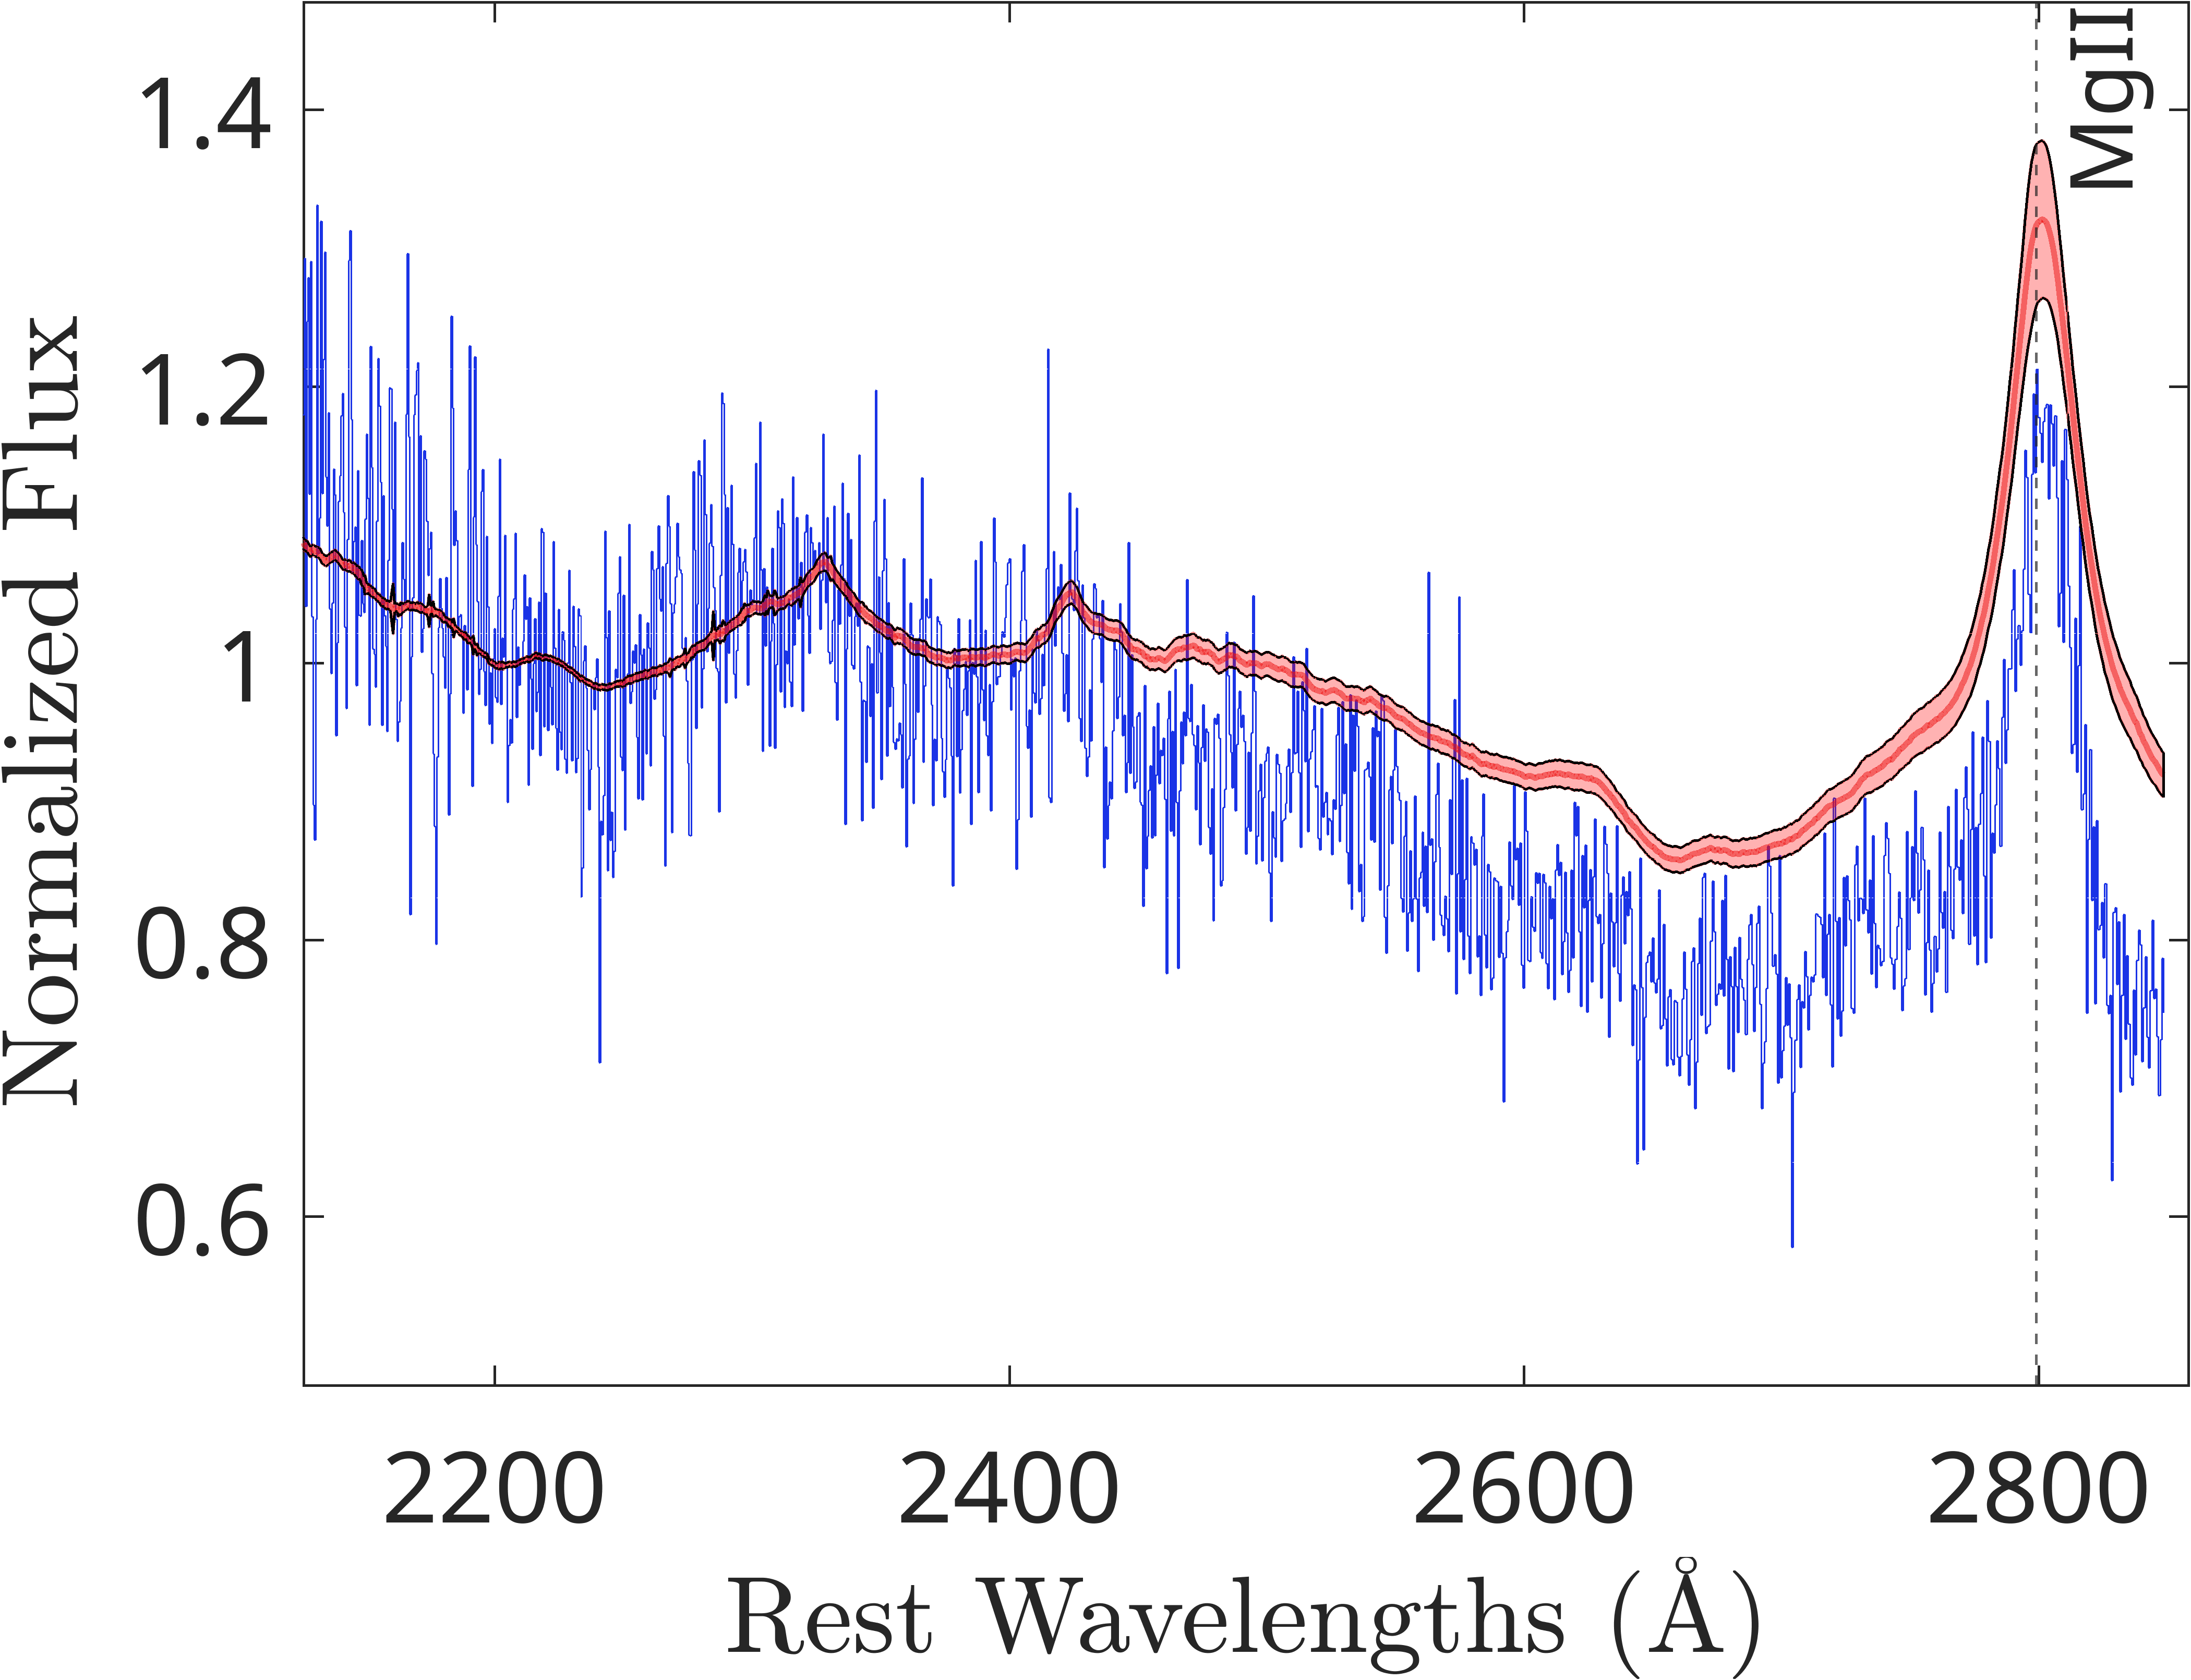 Normalized Flux
1.4
1.2
1
0.8
0.6
MgII
2200 2400 2600 2800
Rest Wavelengths (Å)